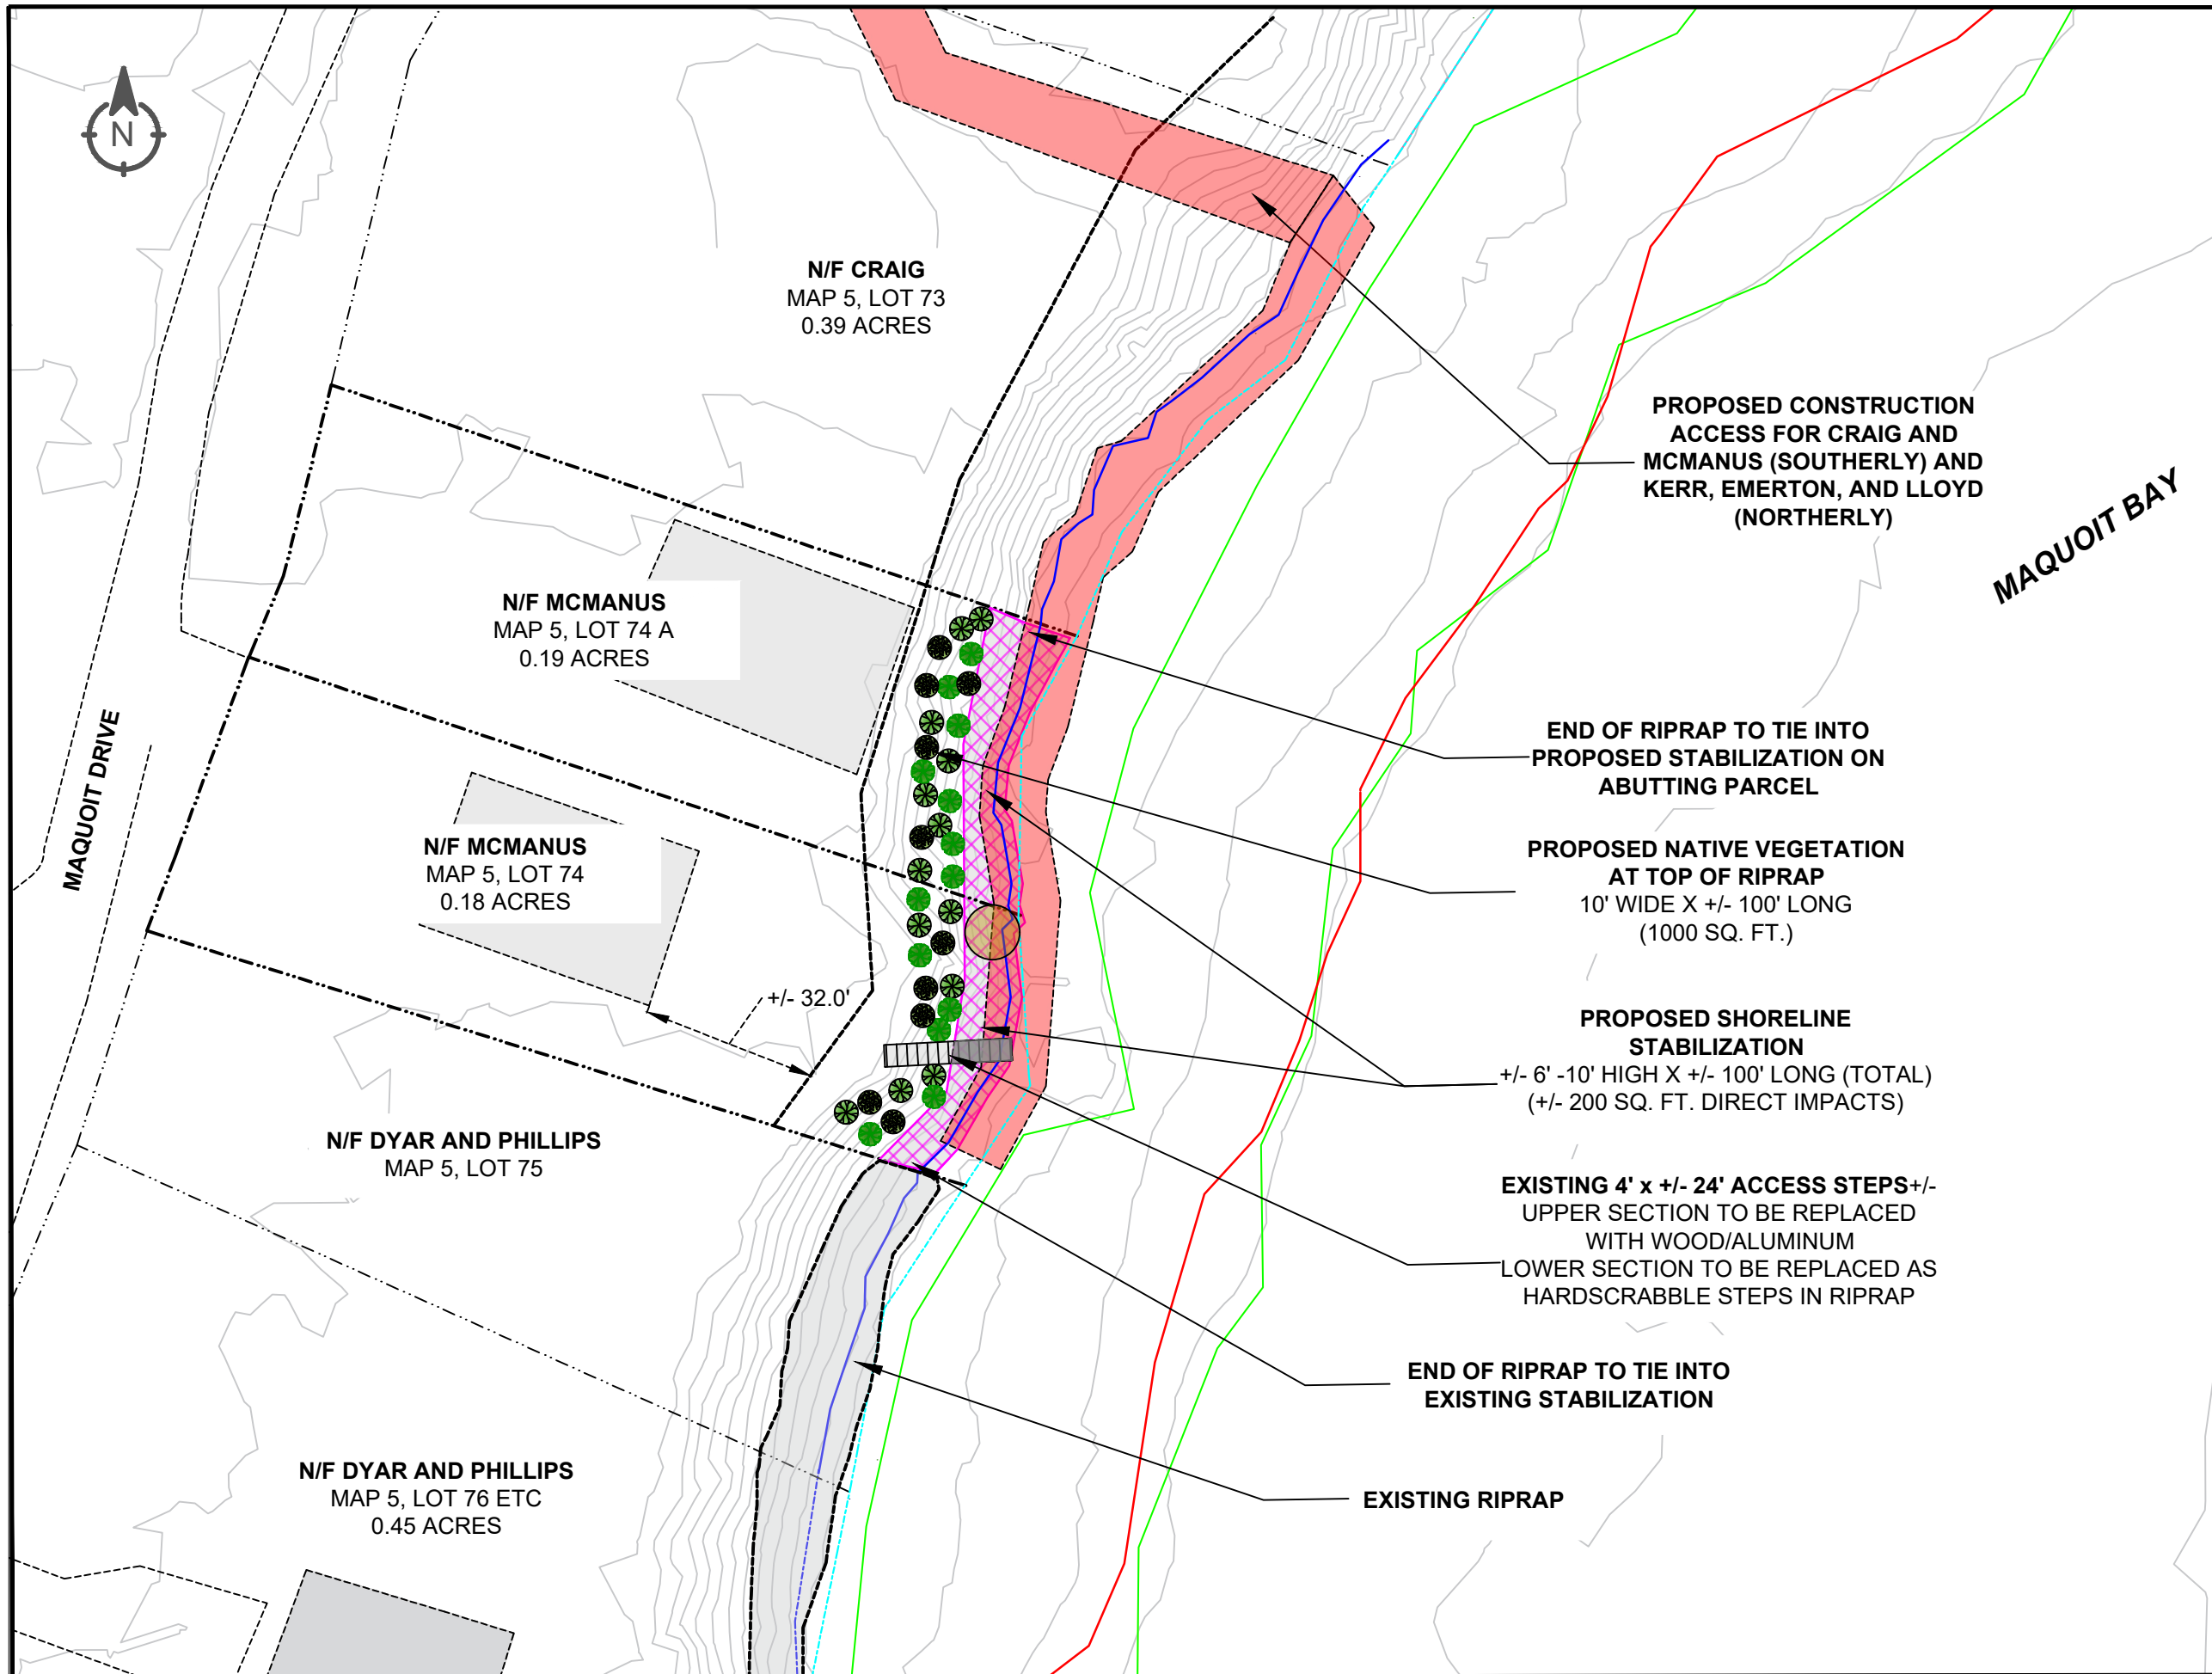 N
N/F CRAIG
MAP 5, LOT 73
0.39 ACRES
PROPOSED CONSTRUCTION
ACCESS FOR CRAIG AND
MCMANUS (SOUTHERLY) AND
KERR, EMERTON, AND LLOYD
(NORTHERLY)
MAQUOIT BAY
N/F MCMANUS
MAP 5, LOT 74 A
0.19 ACRES
END OF RIPRAP TO TIE INTO
PROPOSED STABILIZATION ON
ABUTTING PARCEL
MAQUOIT DRIVE
N/F MCMANUS
MAP 5, LOT 74
0.18 ACRES
PROPOSED NATIVE VEGETATION
AT TOP OF RIPRAP
10' WIDE X +/- 100' LONG
(1000 SQ. FT.)
+/- 32.0'
PROPOSED SHORELINE
STABILIZATION
+/- 6' -10' HIGH X +/- 100' LONG (TOTAL)
(+/- 200 SQ. FT. DIRECT IMPACTS)
N/F DYAR AND PHILLIPS
MAP 5, LOT 75
EXISTING 4' x +/- 24' ACCESS STEPS+/-
UPPER SECTION TO BE REPLACED
WITH WOOD/ALUMINUM
LOWER SECTION TO BE REPLACED AS
HARDSCRABBLE STEPS IN RIPRAP
END OF RIPRAP TO TIE INTO
EXISTING STABILIZATION
N/F DYAR AND PHILLIPS
MAP 5, LOT 76 ETC
0.45 ACRES
EXISTING RIPRAP